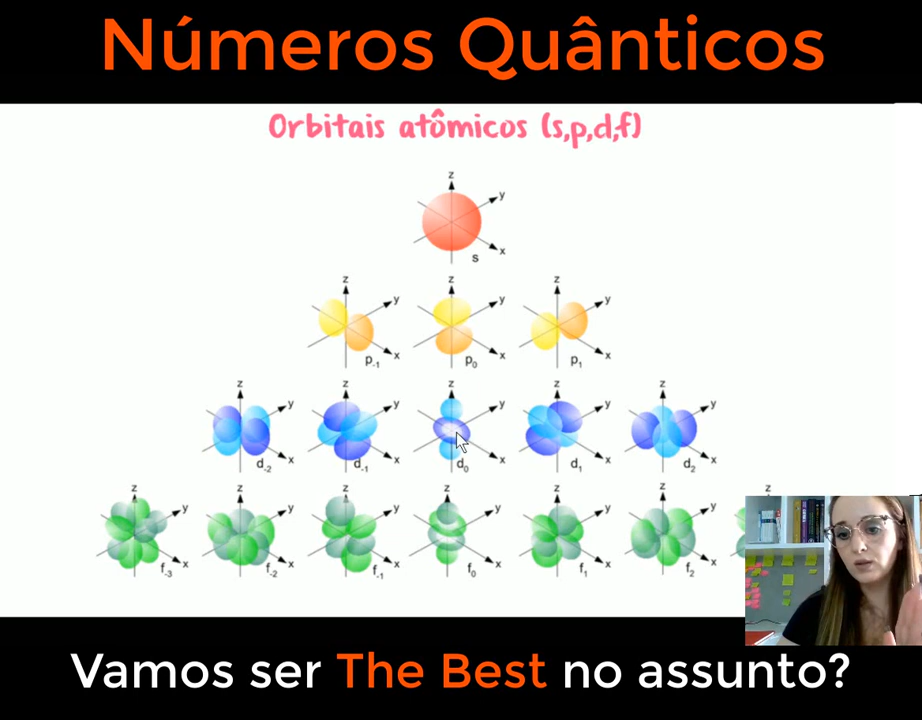 Números Quânticos
Orbitais atômicos (s,p,d,f)
z
y
x
s
z z z
y y y
x x x
p-1 p0 p1
z z z z z
y y y y y
x x x x x
d-2 d-1 d0 d1 d2
z z z z z z z
y y y y y y
x x x x x x
f-3 f-2 f-1 f0 f1 f2
Vamos ser The Best no assunto?